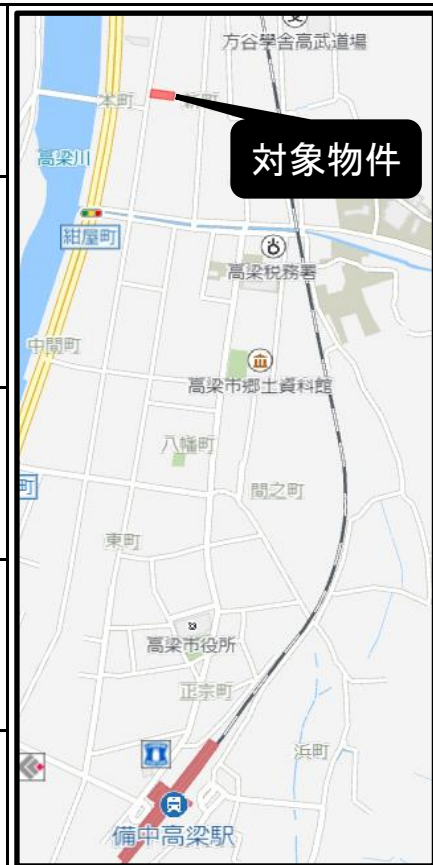 方谷學舎高武道場
本町
新町
対象物件
高梁川
紺屋町
高梁税務署
中間町
高梁市郷土資料館
八幡町
町
間之町
東町
高梁市役所
正宗町
浜町
備中高梁駅